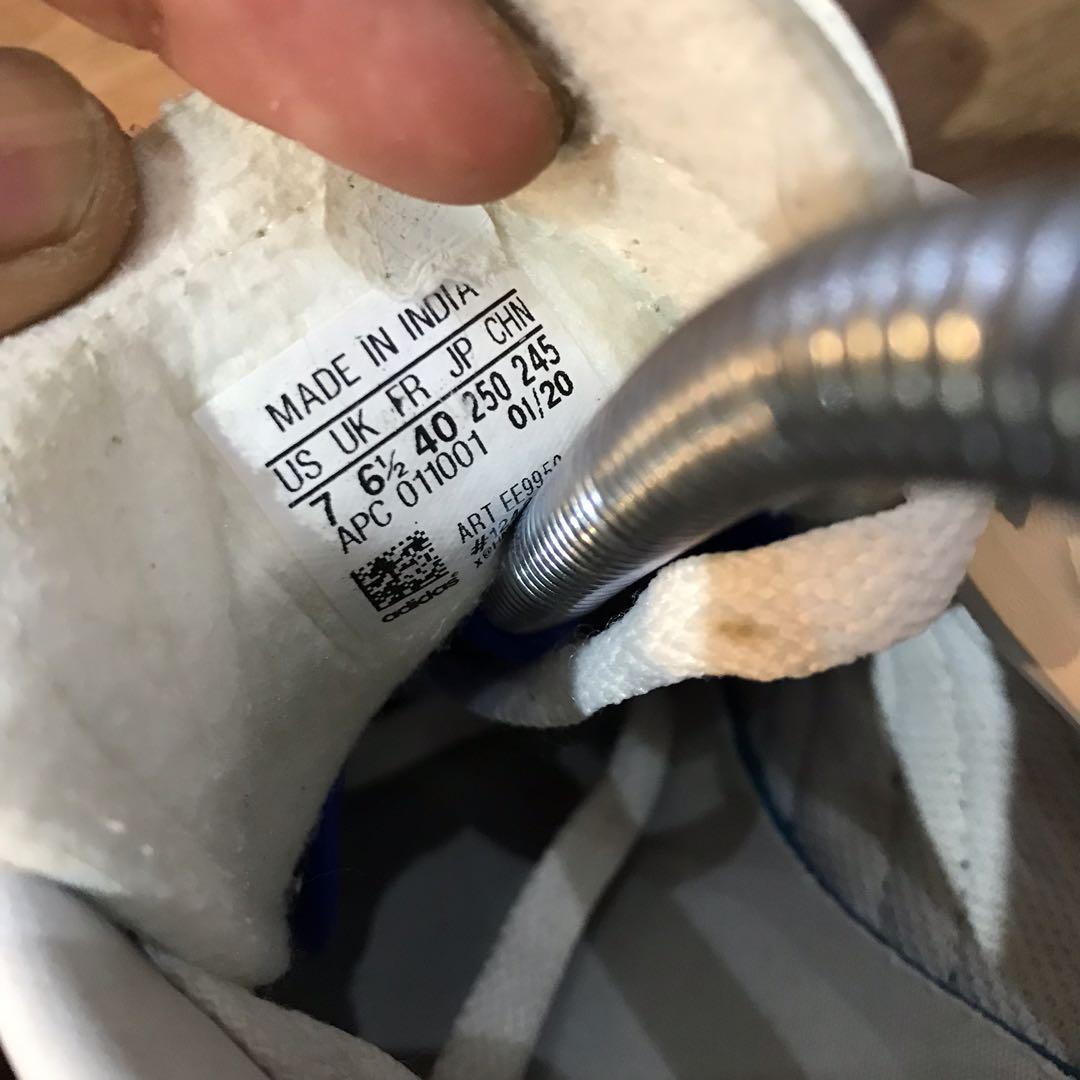 MADE IN INDIA
US UK FR JP CHN
7 6½ 40 250 245
APC 011001 01/20
ART EE9950
adidas